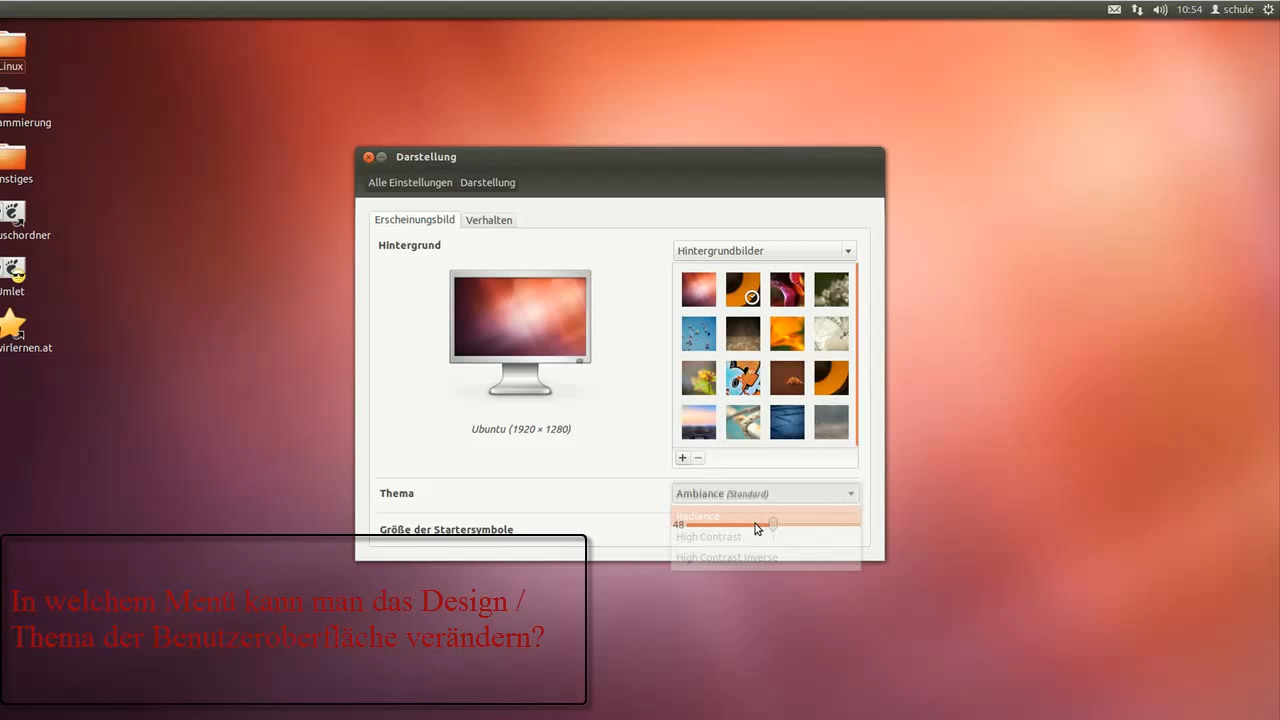 10:54 schule
Linux
ammierung
nstiges
uschordner
Umlet
wirlernen.at
Darstellung
Alle Einstellungen Darstellung
Erscheinungsbild Verhalten
Hintergrund
Hintergrundbilder
Ubuntu (1920 × 1280)
+ −
Thema
Ambiance (Standard)
Radiance
48
Größe der Startersymbole
High Contrast
High Contrast Inverse
In welchem Menü kann man das Design /
Thema der Benutzeroberfläche verändern?